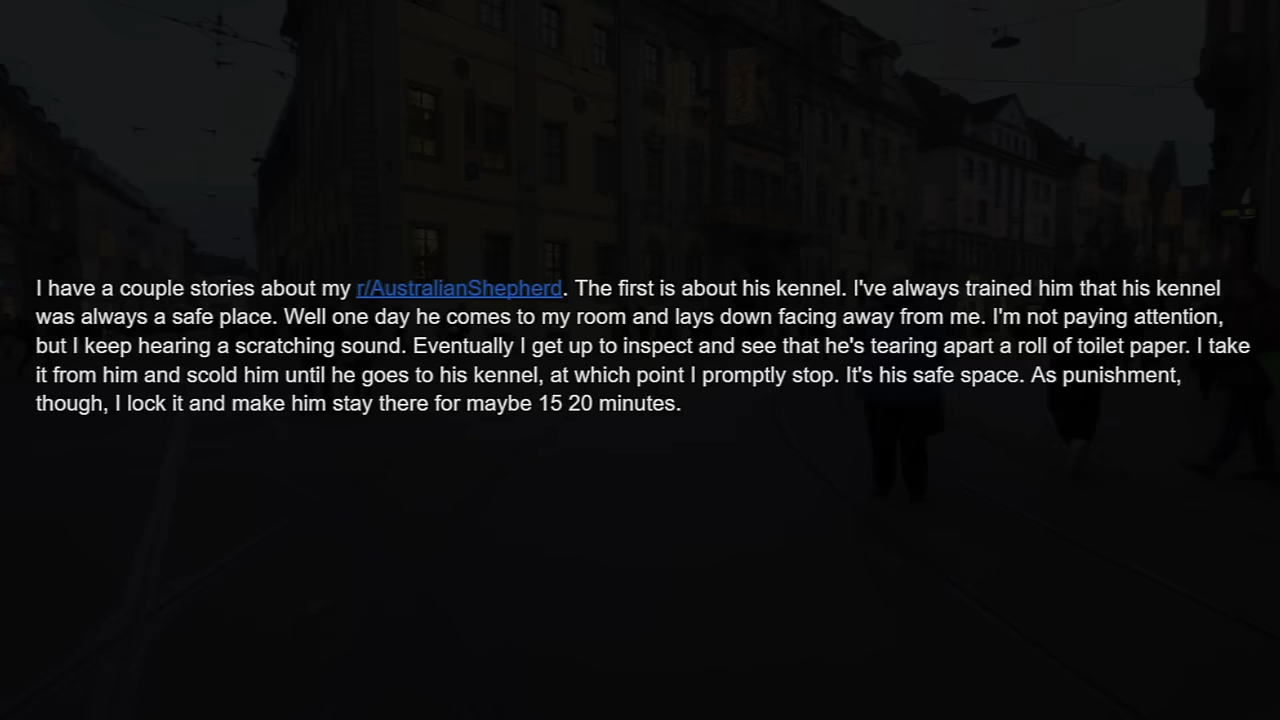 I have a couple stories about my r/AustralianShepherd. The first is about his kennel. I've always trained him that his kennel
was always a safe place. Well one day he comes to my room and lays down facing away from me. I'm not paying attention,
but I keep hearing a scratching sound. Eventually I get up to inspect and see that he's tearing apart a roll of toilet paper. I take
it from him and scold him until he goes to his kennel, at which point I promptly stop. It's his safe space. As punishment,
though, I lock it and make him stay there for maybe 15 20 minutes.